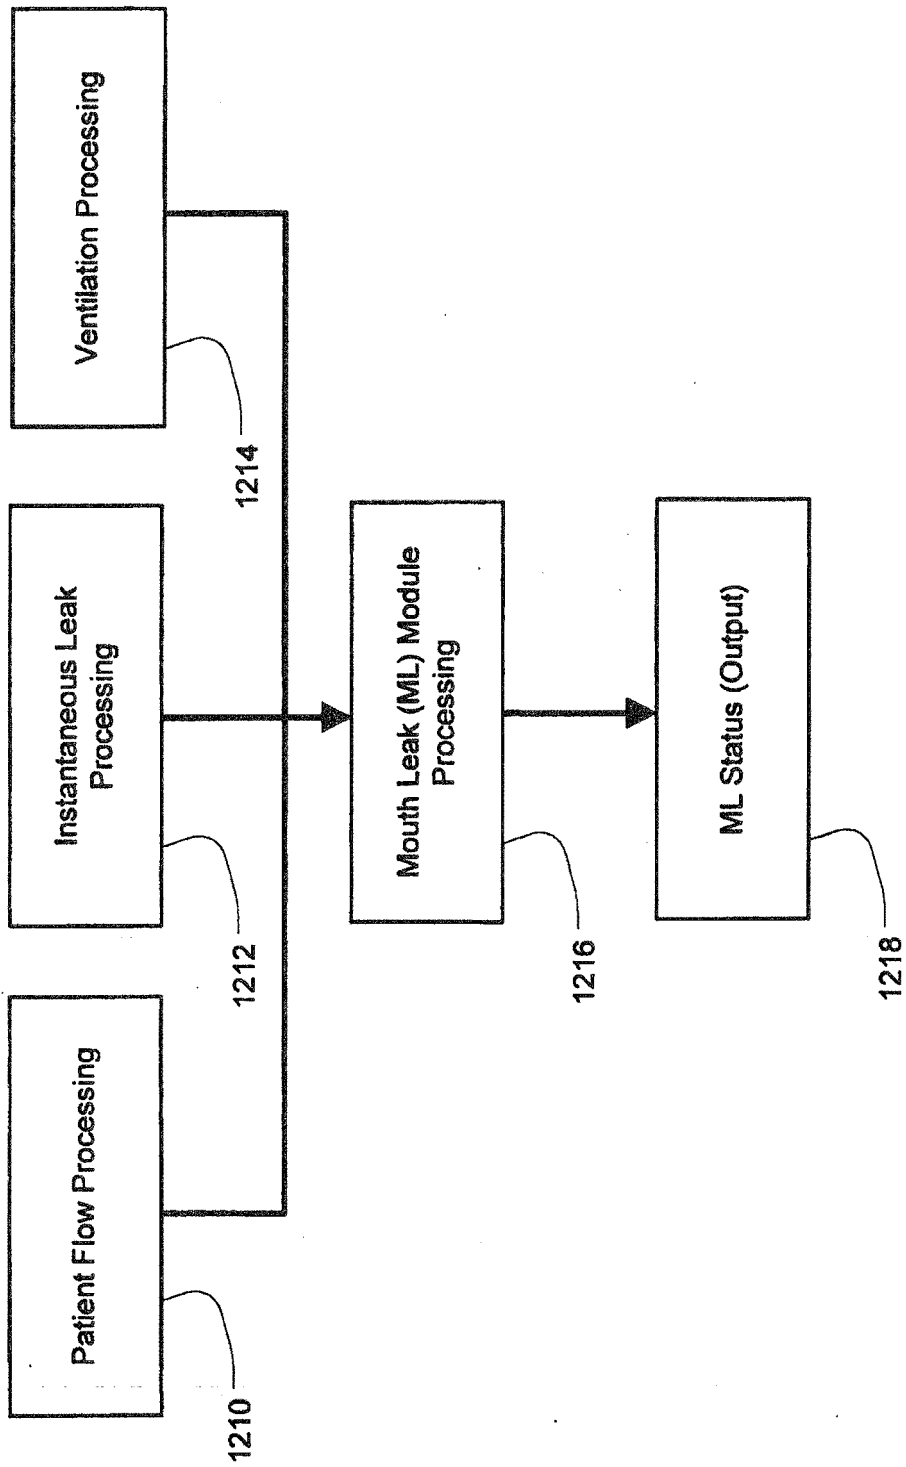 Patient Flow Processing
1210
Instantaneous Leak
Processing
1212
Ventilation Processing
1214
Mouth Leak (ML) Module
Processing
1216
ML Status (Output)
1218